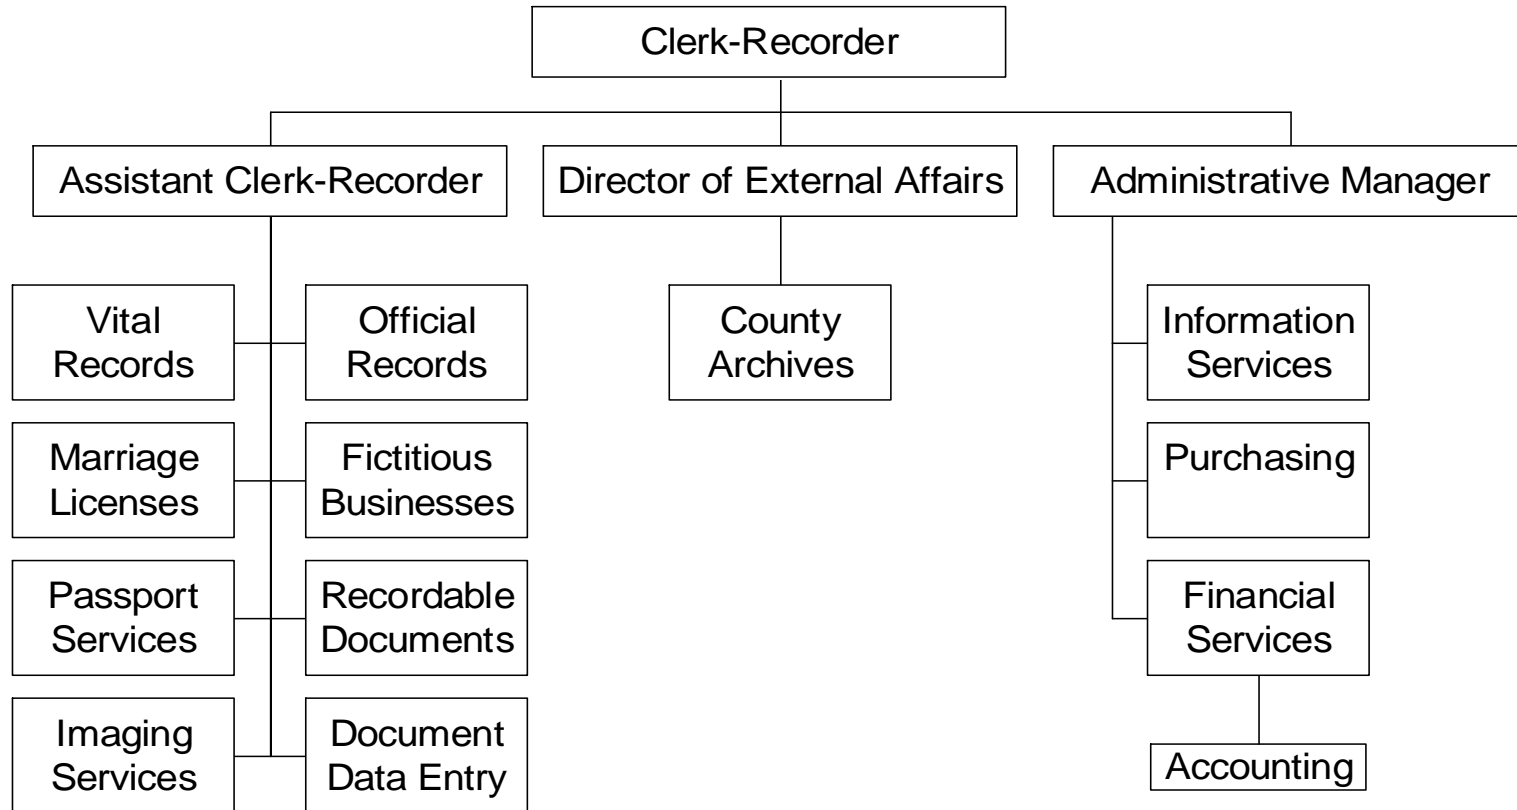 Clerk-Recorder
Assistant Clerk-Recorder
Director of External Affairs
Administrative Manager
Vital
Records
Official
Records
County
Archives
Information
Services
Marriage
Licenses
Fictitious
Businesses
Purchasing
Passport
Services
Recordable
Documents
Financial
Services
Imaging
Services
Document
Data Entry
Accounting